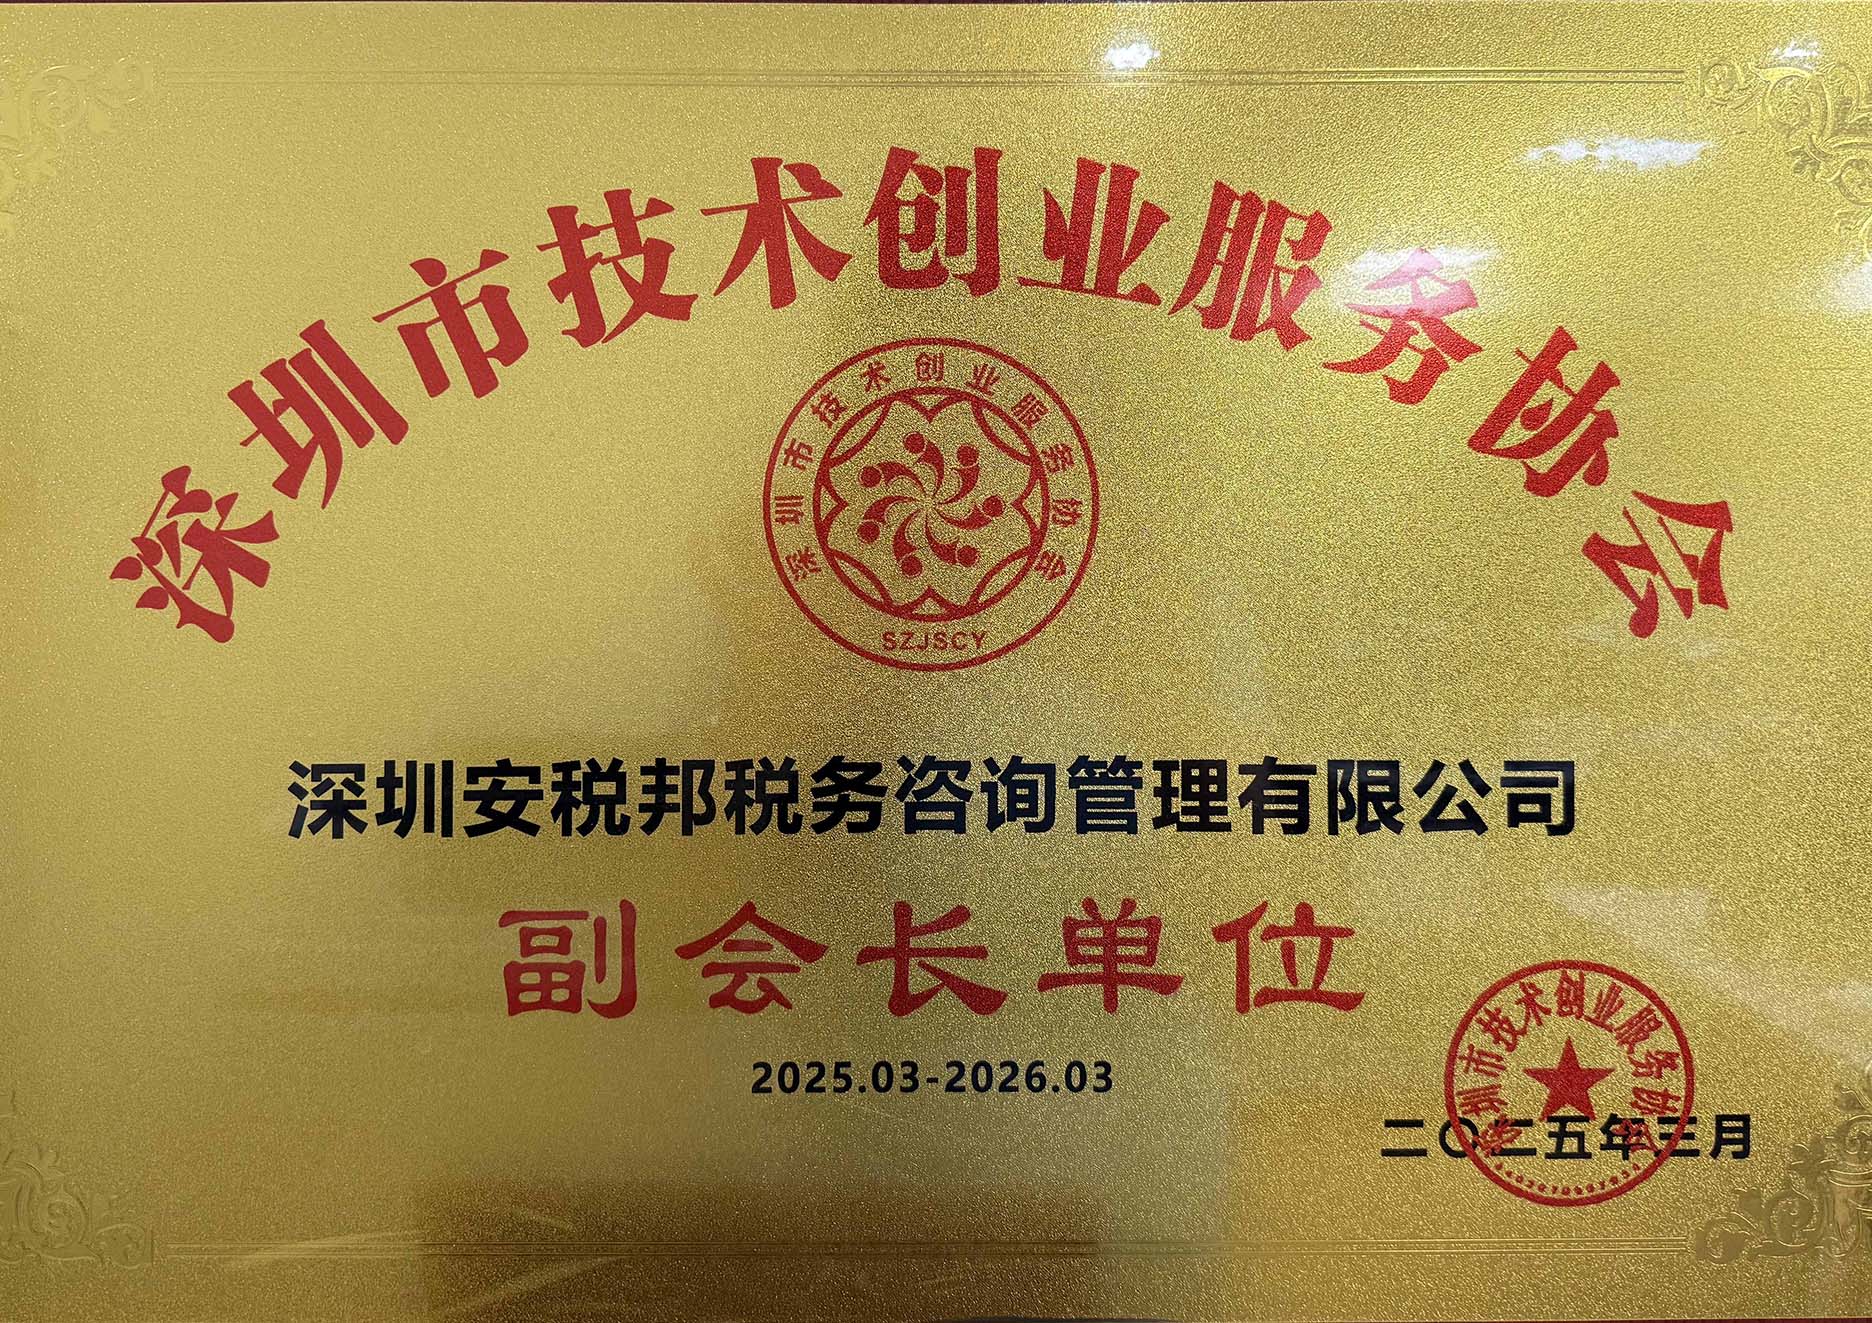 深圳市技术创业服务协会
深圳市技术创业服务协会
SZJSCY
深圳安税邦税务咨询管理有限公司
副会长单位
2025.03-2026.03
深圳市技术创业服务协会
二〇二五年三月